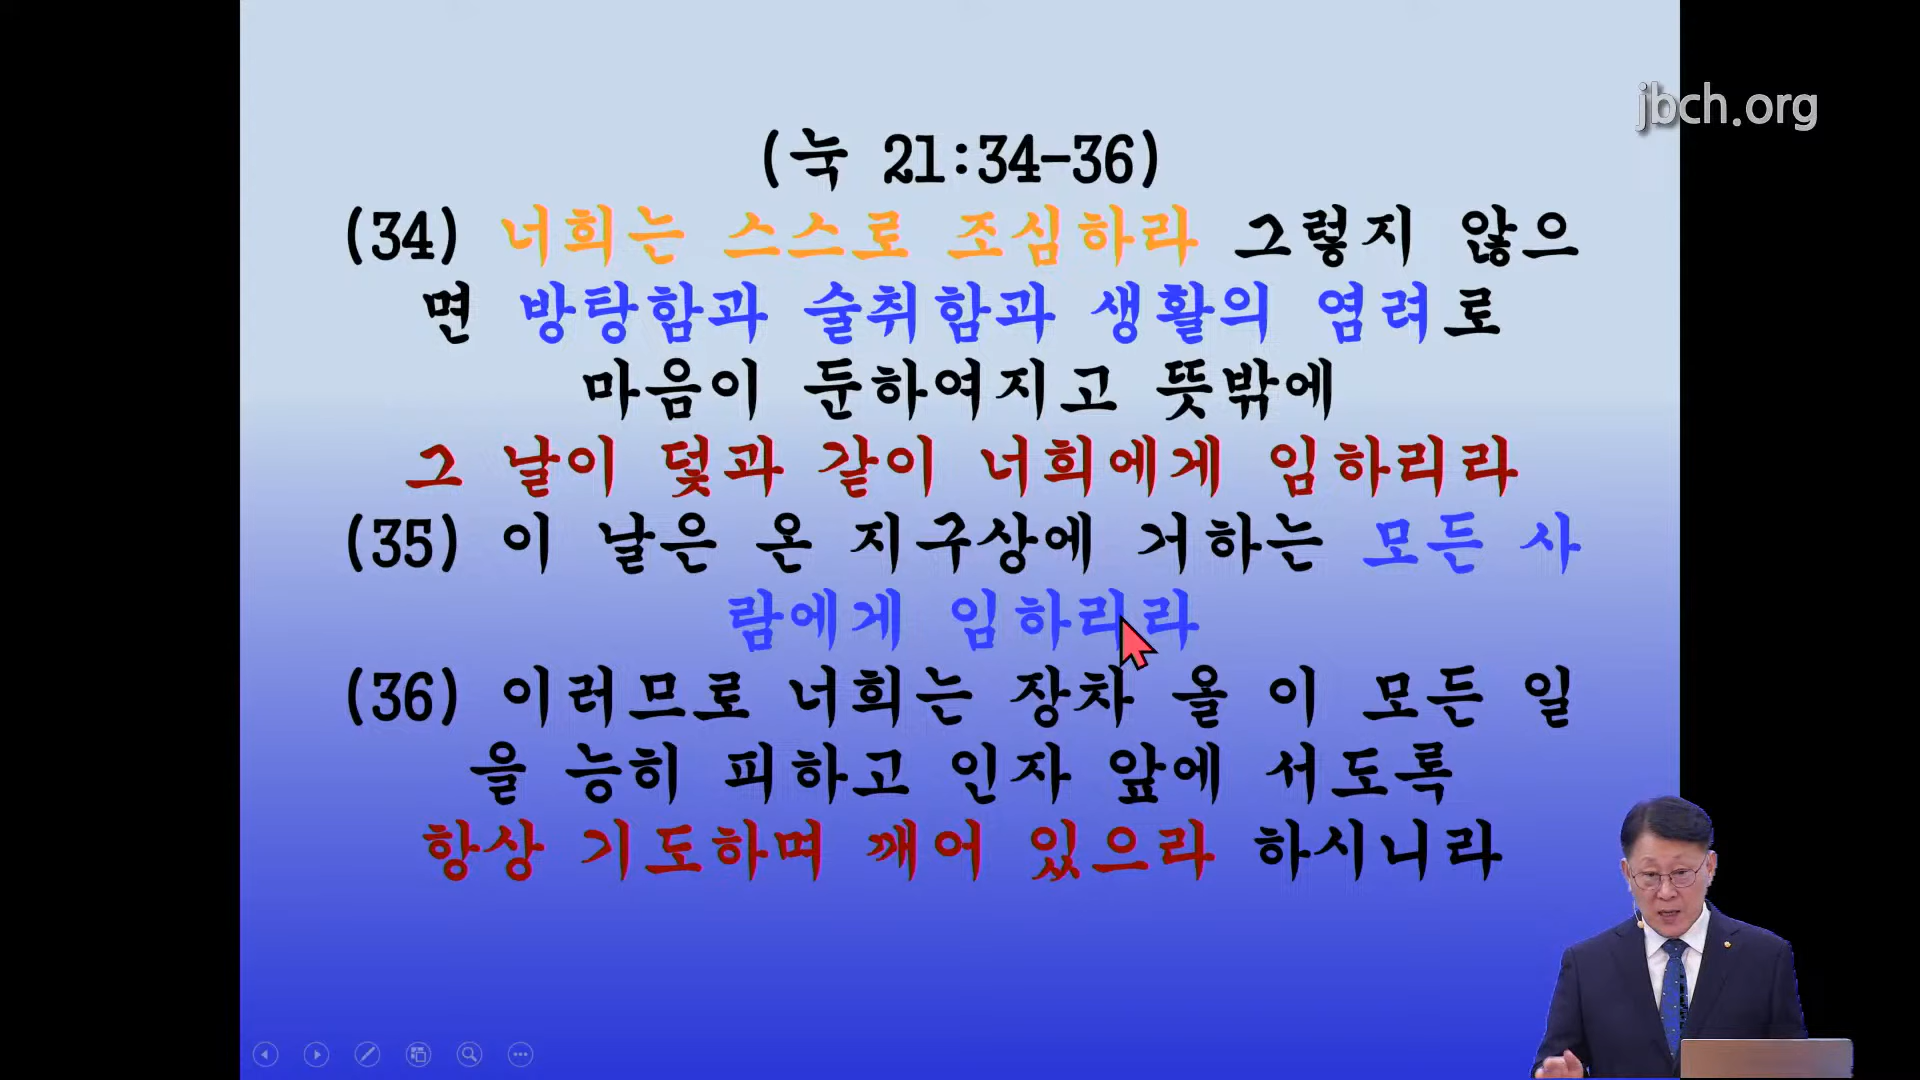 jbch.org
(눅 21:34-36)
(34) 너희는 스스로 조심하라 그렇지 않으
면 방탕함과 술취함과 생활의 염려로
마음이 둔하여지고 뜻밖에
그 날이 덫과 같이 너희에게 임하리라
(35) 이 날은 온 지구상에 거하는 모든 사
람에게 임하리라
(36) 이러므로 너희는 장차 올 이 모든 일
을 능히 피하고 인자 앞에 서도록
항상 기도하며 깨어 있으라 하시니라